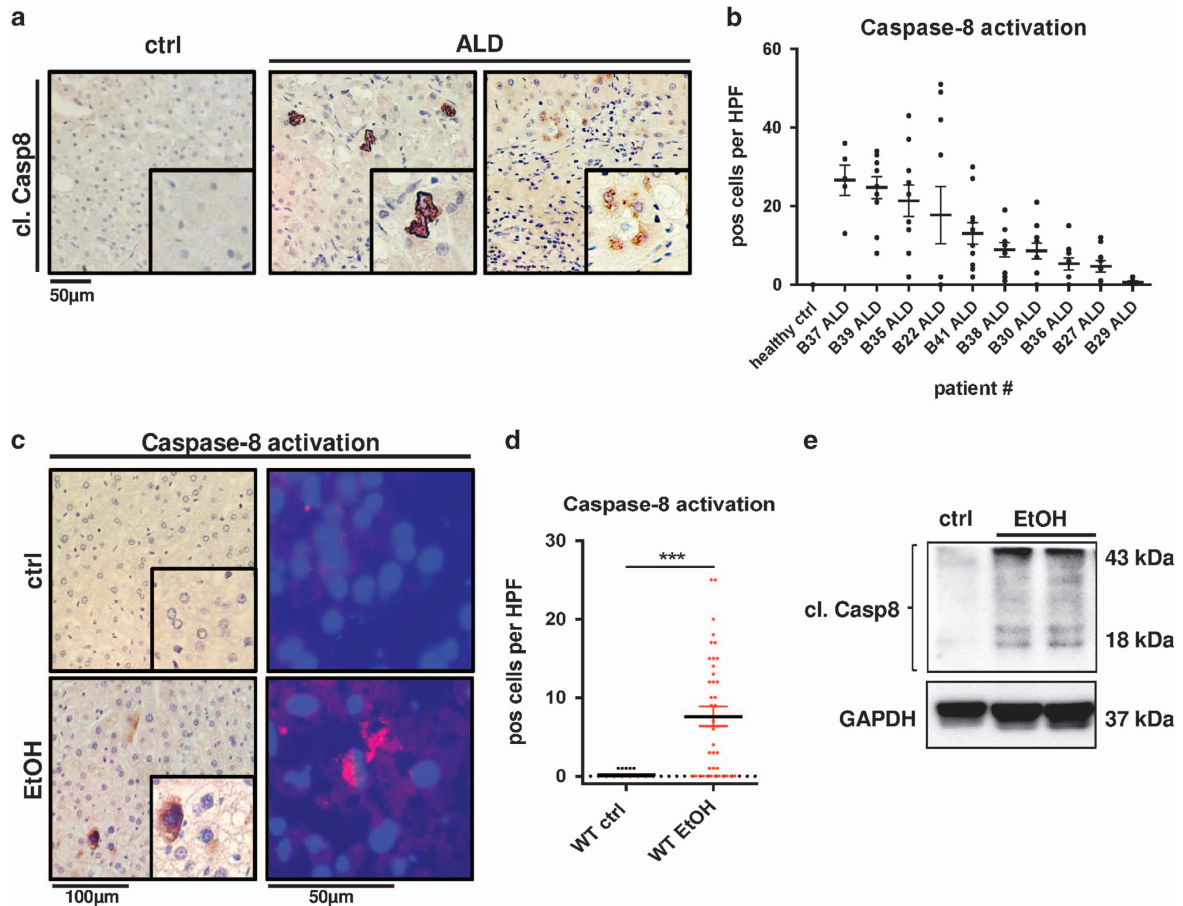 a
ctrl
ALD
cl. Casp8
50µm
b
Caspase-8 activation
pos cells per HPF
60
40
20
0
healthy ctrl
B37 ALD
B39 ALD
B35 ALD
B22 ALD
B41 ALD
B38 ALD
B30 ALD
B36 ALD
B27 ALD
B29 ALD
patient #
c
Caspase-8 activation
ctrl
EtOH
100µm
50µm
d
Caspase-8 activation
pos cells per HPF
30
20
10
0
***
WT ctrl
WT EtOH
e
ctrl
EtOH
cl. Casp8
43 kDa
18 kDa
GAPDH
37 kDa